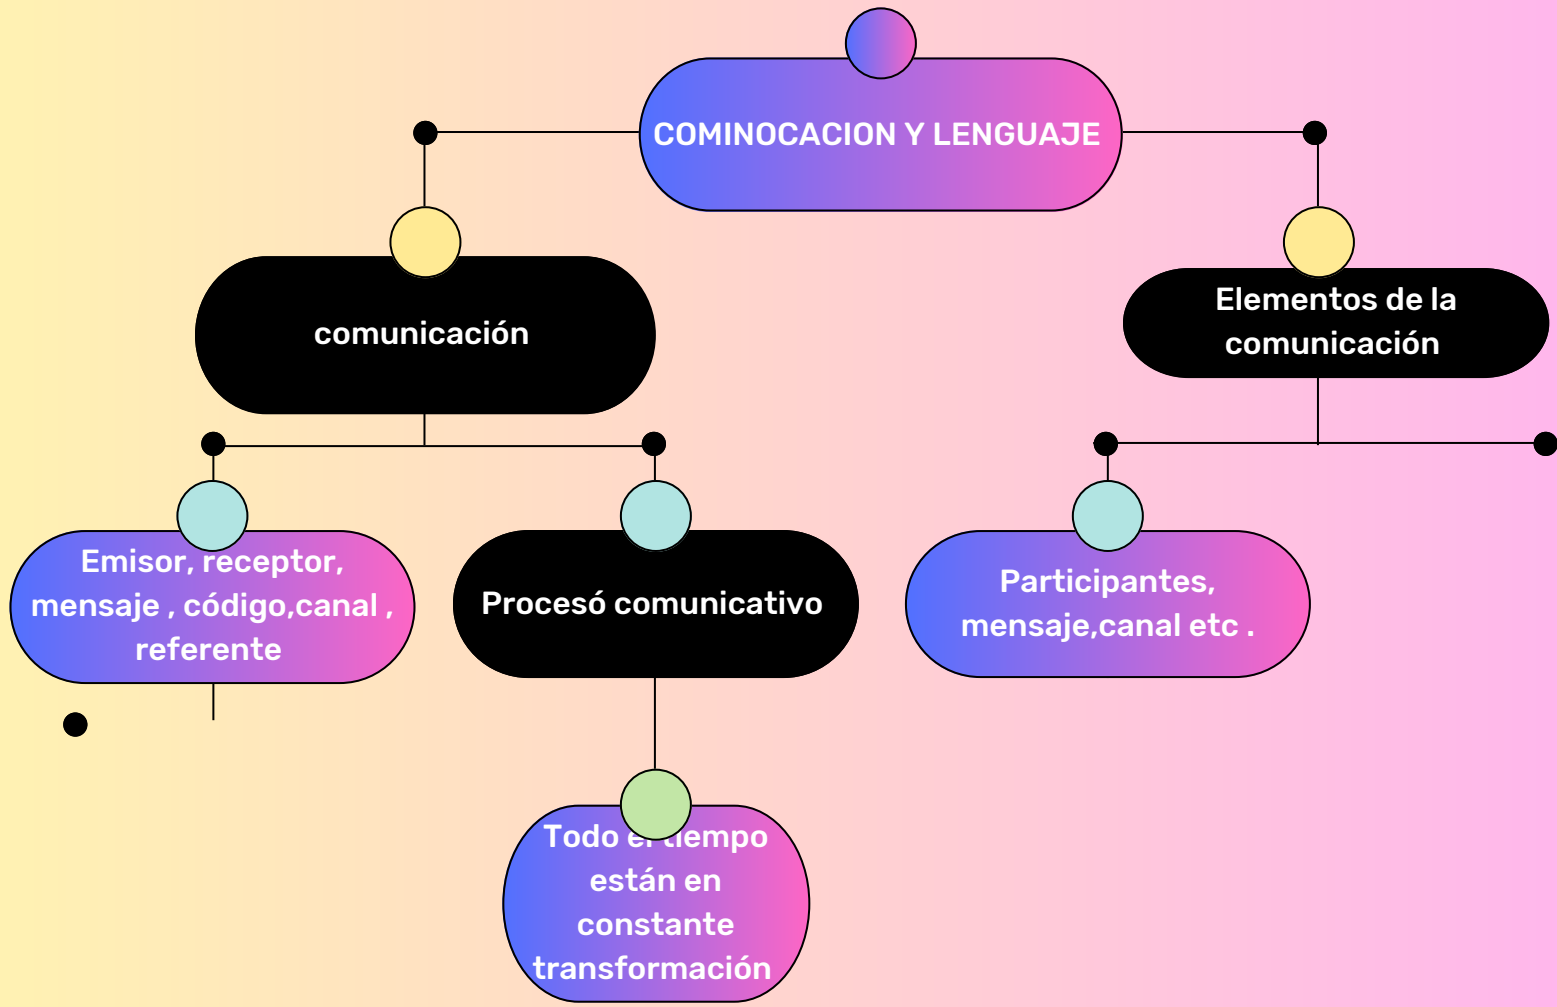 COMINOCACION Y LENGUAJE
comunicación
Elementos de la
comunicación
Emisor, receptor,
mensaje , código,canal ,
referente
Procesó comunicativo
Participantes,
mensaje,canal etc .
Todo el tiempo
están en
constante
transformación